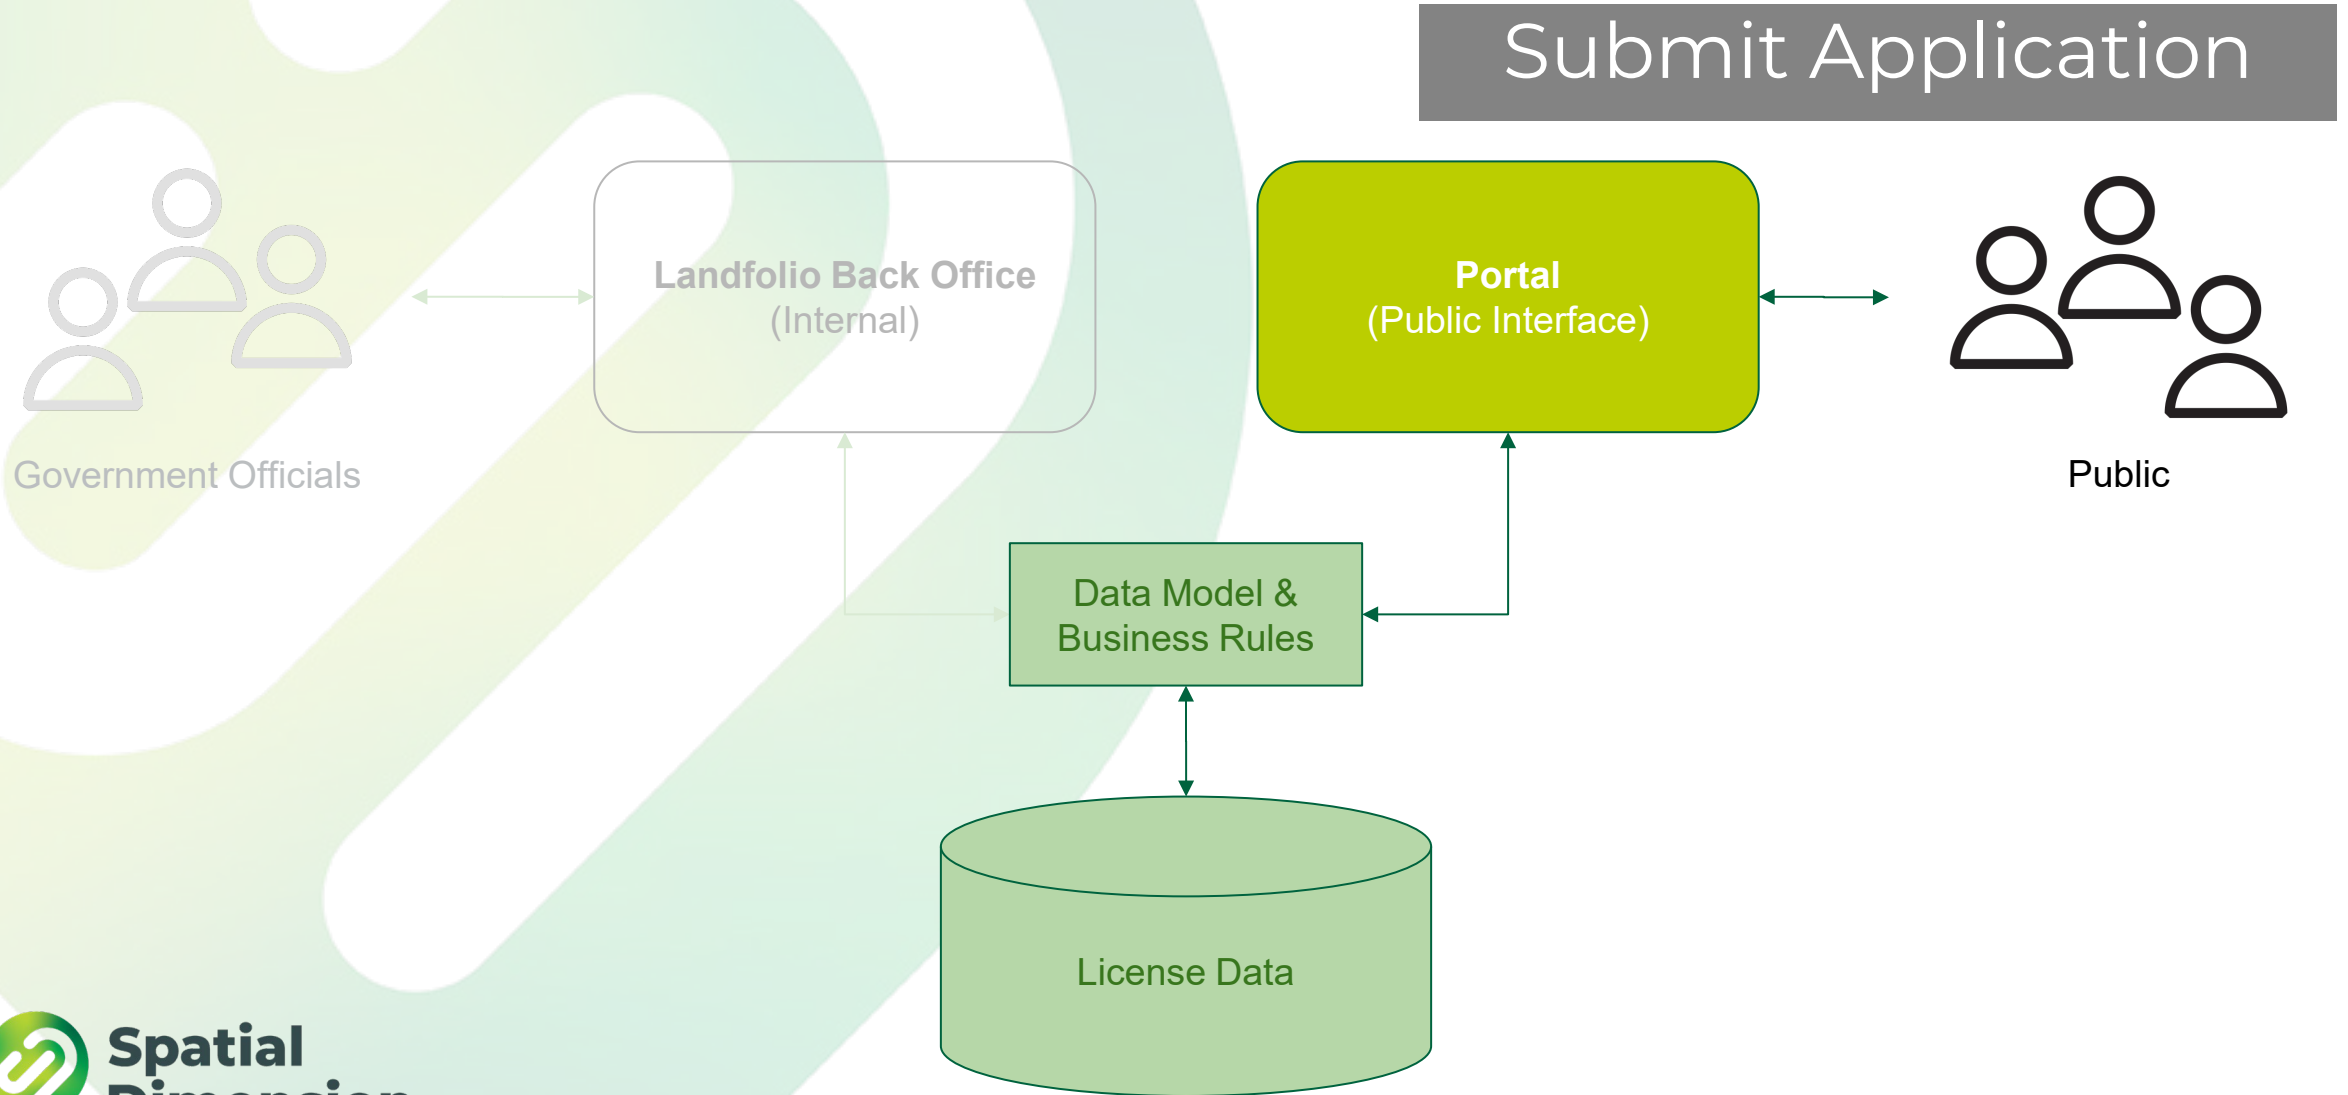 Submit Application
Landfolio Back Office
(Internal)
Portal
(Public Interface)
Government Officials
Public
Data Model &
Business Rules
License Data
Spatial
Dimension